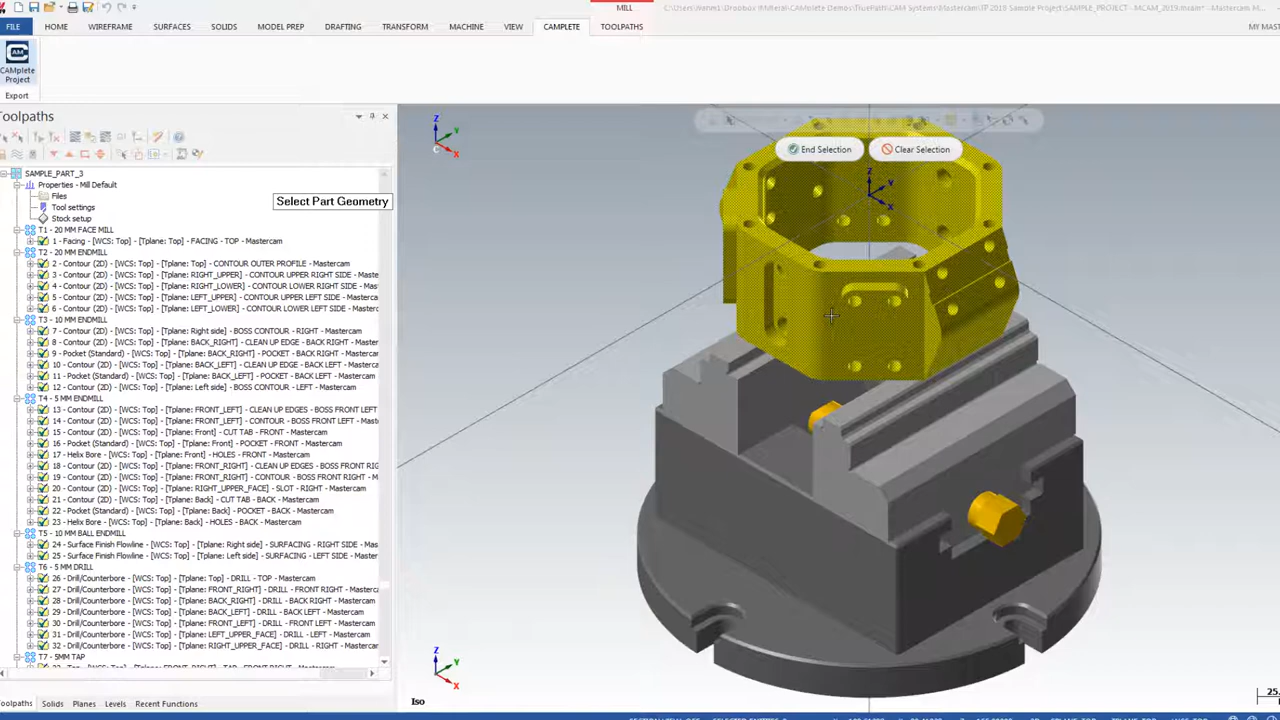 MILL
C:\Users\
FILE HOME WIREFRAME SURFACES SOLIDS MODEL PREP DRAFTING TRANSFORM MACHINE VIEW CAMPLETE TOOLPATHS MY MAST
CAM
CAMplete
Project
Export
Toolpaths
SAMPLE_PART_3
Properties - Mill Default
Files
Tool settings
Stock setup
T1 - 20 MM FACE MILL
1 - Facing - [WCS: Top] - [Tplane: Top] - FACING - TOP - Mastercam
T2 - 20 MM ENDMILL
2 - Contour (2D) - [WCS: Top] - [Tplane: Top] - CONTOUR OUTER PROFILE - Mastercam
3 - Contour (2D) - [WCS: Top] - [Tplane: RIGHT_UPPER] - CONTOUR UPPER RIGHT SIDE - Mastercam
4 - Contour (2D) - [WCS: Top] - [Tplane: RIGHT_LOWER] - CONTOUR LOWER RIGHT SIDE - Mastercam
5 - Contour (2D) - [WCS: Top] - [Tplane: LEFT_UPPER] - CONTOUR UPPER LEFT SIDE - Mastercam
6 - Contour (2D) - [WCS: Top] - [Tplane: LEFT_LOWER] - CONTOUR LOWER LEFT SIDE - Mastercam
T3 - 10 MM ENDMILL
7 - Contour (2D) - [WCS: Top] - [Tplane: Right side] - BOSS CONTOUR - RIGHT - Mastercam
8 - Contour (2D) - [WCS: Top] - [Tplane: BACK_RIGHT] - CLEAN UP EDGE - BACK RIGHT - Mastercam
9 - Pocket (Standard) - [WCS: Top] - [Tplane: BACK_RIGHT] - POCKET - BACK RIGHT - Mastercam
10 - Contour (2D) - [WCS: Top] - [Tplane: BACK_LEFT] - CLEAN UP EDGE - BACK LEFT - Mastercam
11 - Pocket (Standard) - [WCS: Top] - [Tplane: BACK_LEFT] - POCKET - BACK LEFT - Mastercam
12 - Contour (2D) - [WCS: Top] - [Tplane: Left side] - BOSS CONTOUR - LEFT - Mastercam
T4 - 5 MM ENDMILL
13 - Contour (2D) - [WCS: Top] - [Tplane: FRONT_LEFT] - CLEAN UP EDGES - BOSS FRONT LEFT
14 - Contour (2D) - [WCS: Top] - [Tplane: FRONT_LEFT] - CONTOUR - BOSS FRONT LEFT - Mastercam
15 - Contour (2D) - [WCS: Top] - [Tplane: Front] - CUT TAB - FRONT - Mastercam
16 - Pocket (Standard) - [WCS: Top] - [Tplane: Front] - POCKET - FRONT - Mastercam
17 - Helix Bore - [WCS: Top] - [Tplane: Front] - HOLES - FRONT - Mastercam
18 - Contour (2D) - [WCS: Top] - [Tplane: FRONT_RIGHT] - CLEAN UP EDGES - BOSS FRONT RIG
19 - Contour (2D) - [WCS: Top] - [Tplane: FRONT_RIGHT] - CONTOUR - BOSS FRONT RIGHT - Mast
20 - Contour (2D) - [WCS: Top] - [Tplane: RIGHT_UPPER_FACE] - SLOT - RIGHT - Mastercam
21 - Contour (2D) - [WCS: Top] - [Tplane: Back] - CUT TAB - BACK - Mastercam
22 - Pocket (Standard) - [WCS: Top] - [Tplane: Back] - POCKET - BACK - Mastercam
23 - Helix Bore - [WCS: Top] - [Tplane: Back] - HOLES - BACK - Mastercam
T5 - 10 MM BALL ENDMILL
24 - Surface Finish Flowline - [WCS: Top] - [Tplane: Right side] - SURFACING - RIGHT SIDE - Mastercam
25 - Surface Finish Flowline - [WCS: Top] - [Tplane: Left side] - SURFACING - LEFT SIDE - Mastercam
T6 - 5 MM DRILL
26 - Drill/Counterbore - [WCS: Top] - [Tplane: Top] - DRILL - TOP - Mastercam
27 - Drill/Counterbore - [WCS: Top] - [Tplane: FRONT_RIGHT] - DRILL - FRONT RIGHT - Mastercam
28 - Drill/Counterbore - [WCS: Top] - [Tplane: BACK_RIGHT] - DRILL - BACK RIGHT - Mastercam
29 - Drill/Counterbore - [WCS: Top] - [Tplane: BACK_LEFT] - DRILL - BACK LEFT - Mastercam
30 - Drill/Counterbore - [WCS: Top] - [Tplane: FRONT_LEFT] - DRILL - FRONT LEFT - Mastercam
31 - Drill/Counterbore - [WCS: Top] - [Tplane: LEFT_UPPER_FACE] - DRILL - LEFT - Mastercam
32 - Drill/Counterbore - [WCS: Top] - [Tplane: RIGHT_UPPER_FACE] - DRILL - RIGHT - Mastercam
T7 - 5MM TAP
Toolpaths Solids Planes Levels Recent Functions
Select Part Geometry
End Selection Clear Selection
Z Y X
Z Y X
Z Y X
Iso
25.